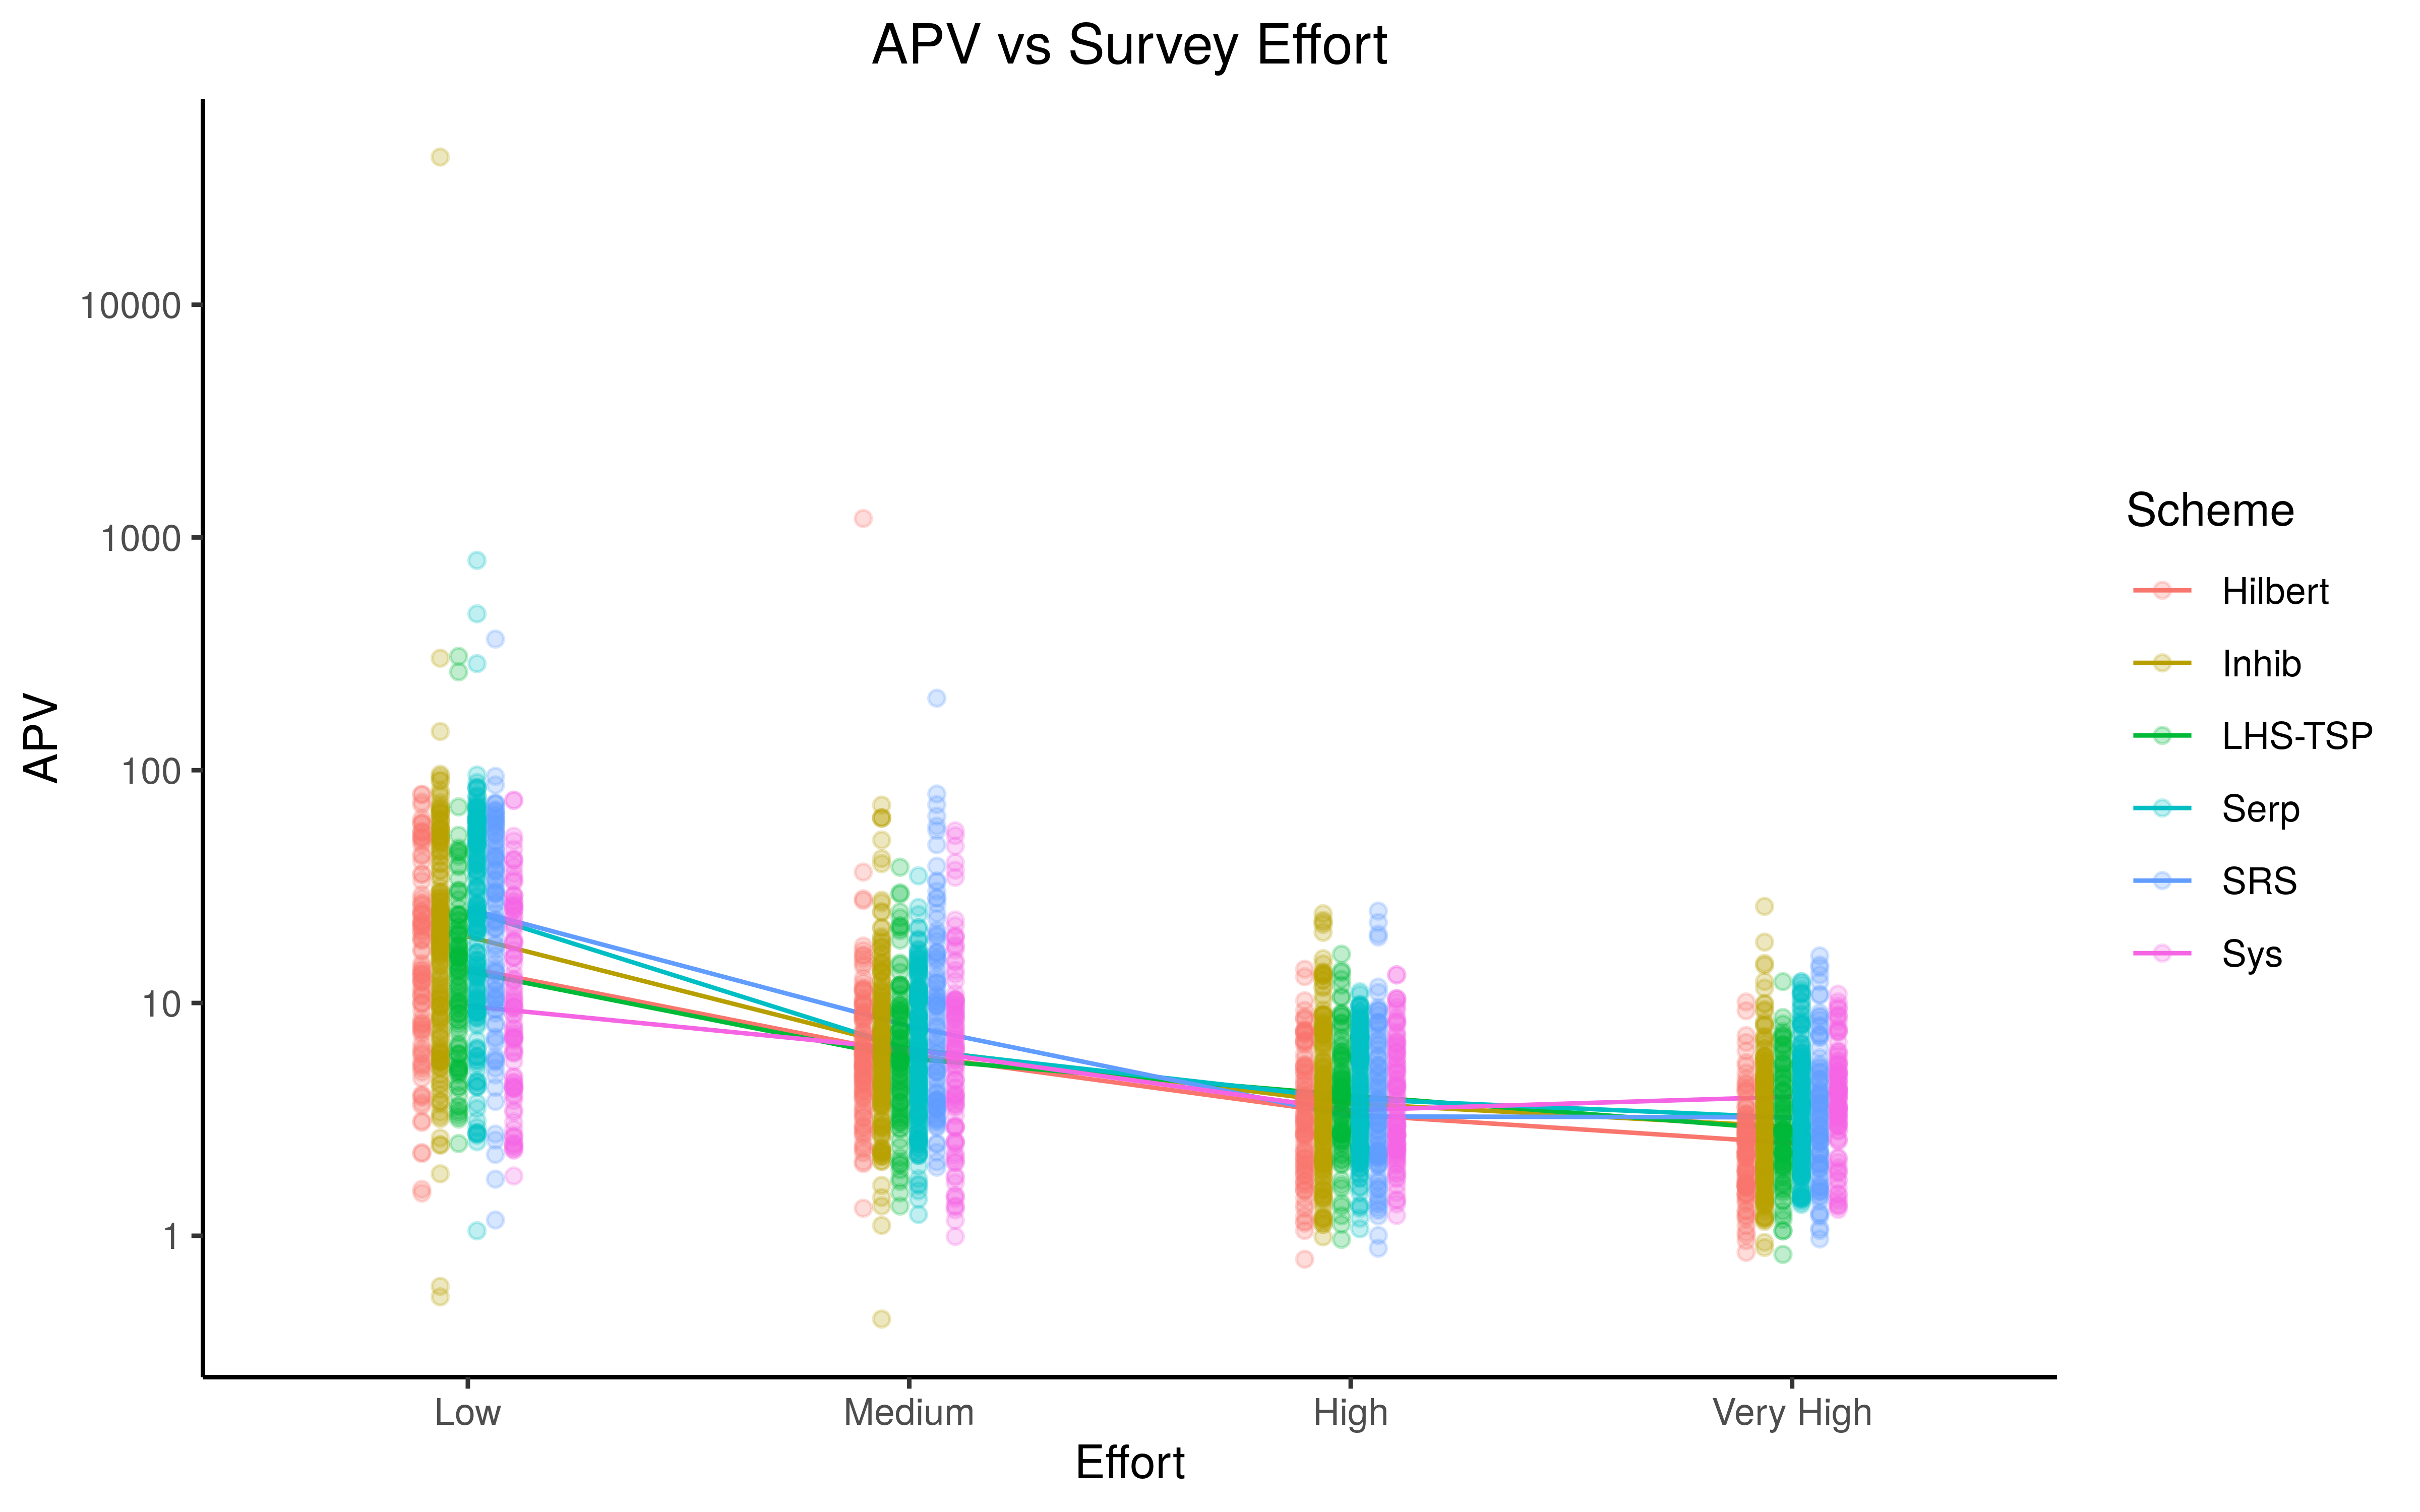 APV vs Survey Effort
APV
10000
1000
100
10
1
Low Medium High Very High
Effort
Scheme
Hilbert
Inhib
LHS-TSP
Serp
SRS
Sys